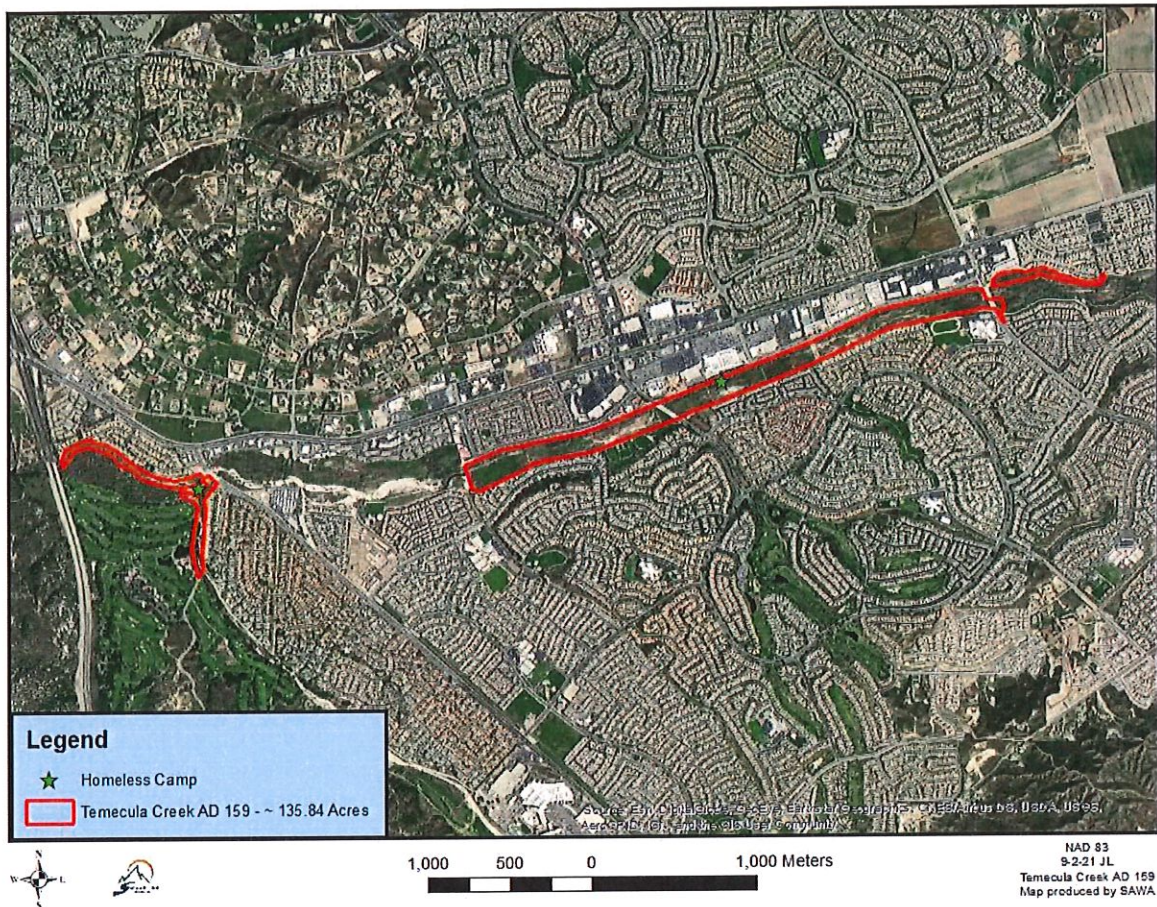 Legend
Homeless Camp
Temecula Creek AD 159 - ~ 135.84 Acres
N
W
S
1,000 500 0 1,000 Meters
NAD 83
9-2-21 JL
Temecula Creek AD 159
Map produced by SAWA